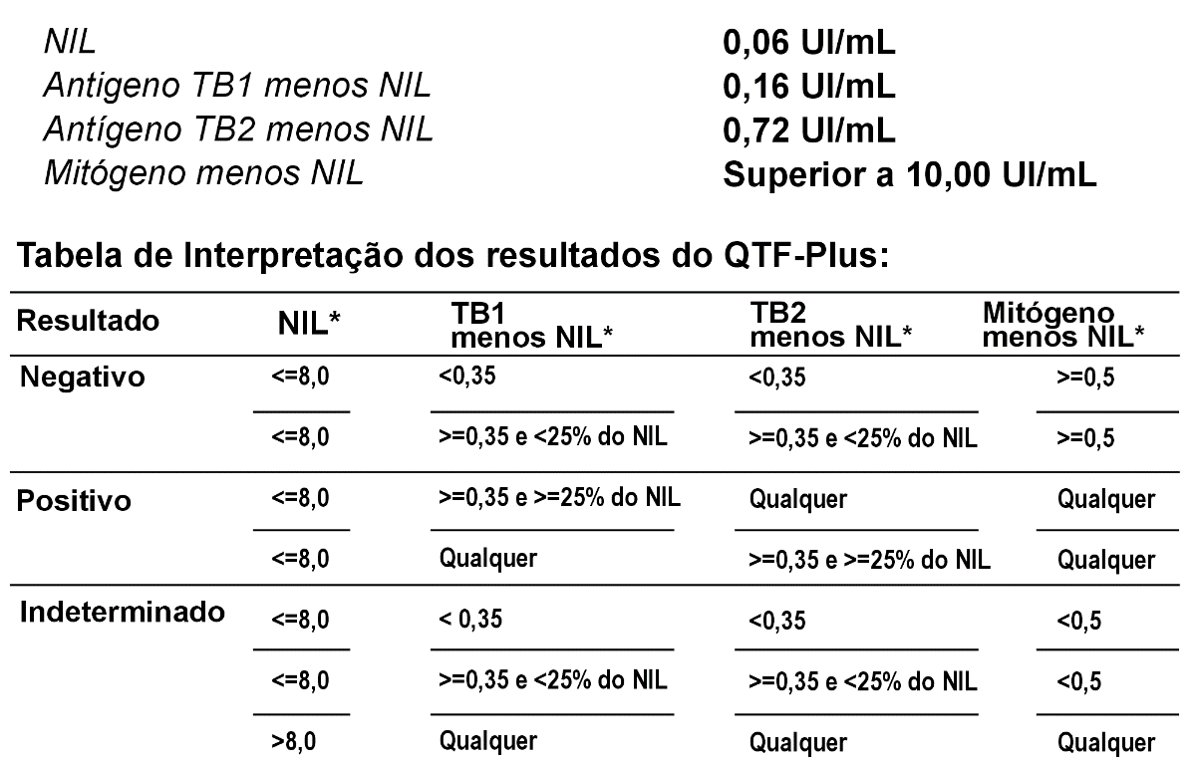 NIL 0,06 UI/mL
Antigeno TB1 menos NIL 0,16 UI/mL
Antígeno TB2 menos NIL 0,72 UI/mL
Mitógeno menos NIL Superior a 10,00 UI/mL
Tabela de Interpretação dos resultados do QTF-Plus:
Resultado NIL* TB1 menos NIL* TB2 menos NIL* Mitógeno menos NIL*
Negativo <=8,0 <0,35 <0,35 >=0,5
<=8,0 >=0,35 e <25% do NIL >=0,35 e <25% do NIL >=0,5
Positivo <=8,0 >=0,35 e >=25% do NIL Qualquer Qualquer
<=8,0 Qualquer >=0,35 e >=25% do NIL Qualquer
Indeterminado <=8,0 < 0,35 <0,35 <0,5
<=8,0 >=0,35 e <25% do NIL >=0,35 e <25% do NIL <0,5
>8,0 Qualquer Qualquer Qualquer